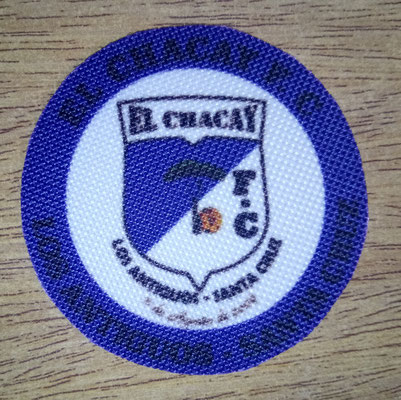 EL CHACAY F C
EL CHACAY
F.C
LOS ANTIGUOS - SANTA CRUZ
LOS ANTIGUOS - SANTA CRUZ